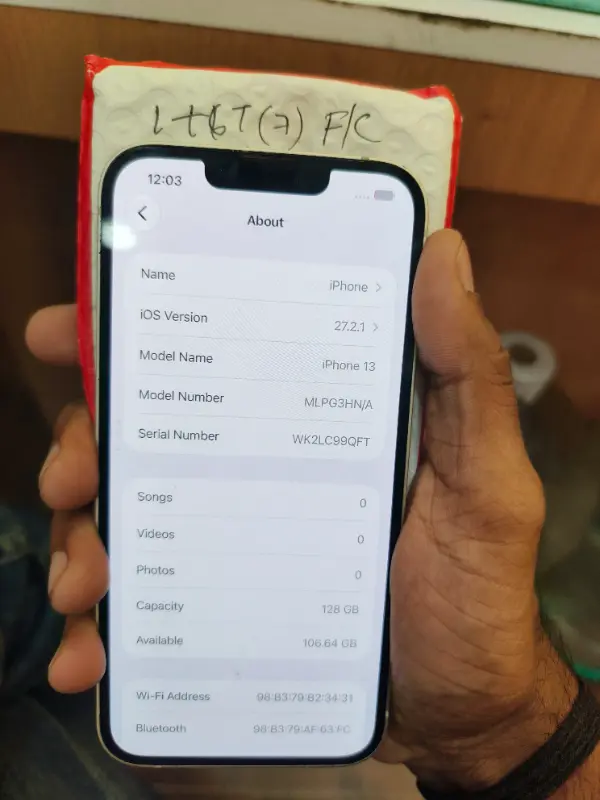 F/C
12:03
About
Name iPhone
iOS Version 27.2.1
Model Name iPhone 13
Model Number MLPG3HN/A
Serial Number WK2LC99QFT
Songs 0
Videos 0
Photos 0
Capacity 128 GB
Available 106.64 GB
Wi-Fi Address 98:B3:79:B2:34:31
Bluetooth 98:B3:79:AF:63:FC